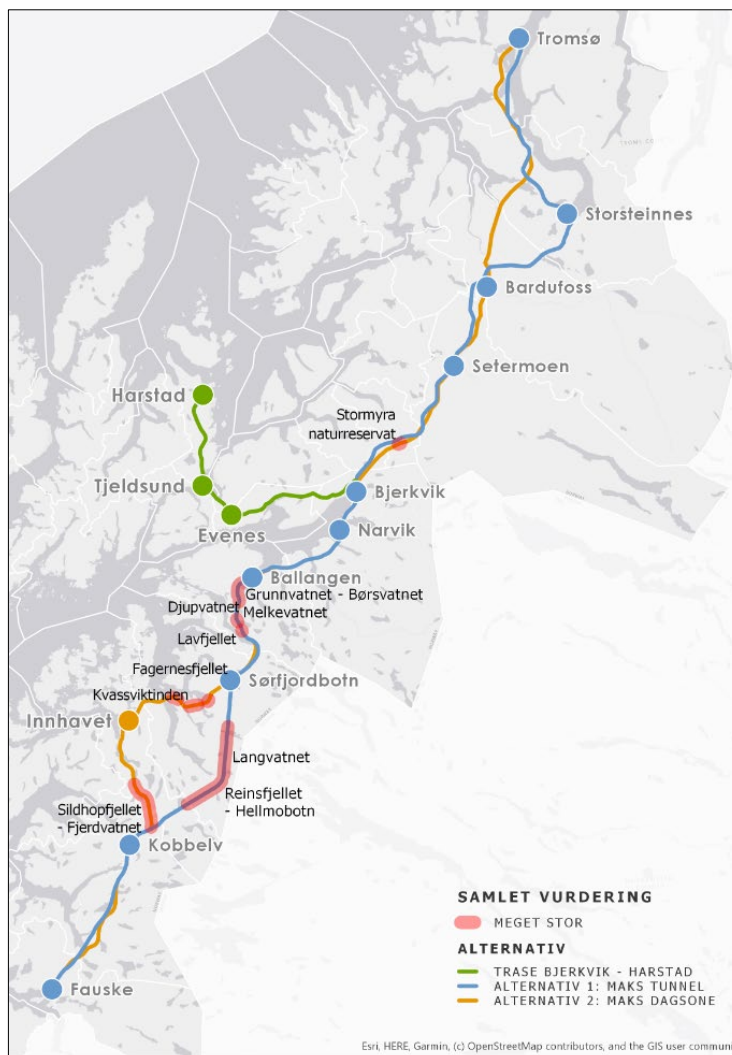 Tromsø
Storsteinnes
Bardufoss
Setermoen
Harstad
Stormyra
naturreservat
Tjeldsund
Bjerkvik
Evenes
Narvik
Ballangen
Grunnvatnet - Børsvatnet
Djupvatnet
Melkevatnet
Lavfjellet
Fagernesfjellet
Sørfjordbotn
Kvassviktinden
Innhavet
Langvatnet
Reinsfjellet
- Hellmobotn
Sildhopfjellet
- Fjerdvatnet
Kobbelv
Fauske
SAMLET VURDERING
MEGET STOR
ALTERNATIV
TRASE BJERKVIK - HARSTAD
ALTERNATIV 1: MAKS TUNNEL
ALTERNATIV 2: MAKS DAGSONE
Esri, HERE, Garmin, (c) OpenStreetMap contributors, and the GIS user communi